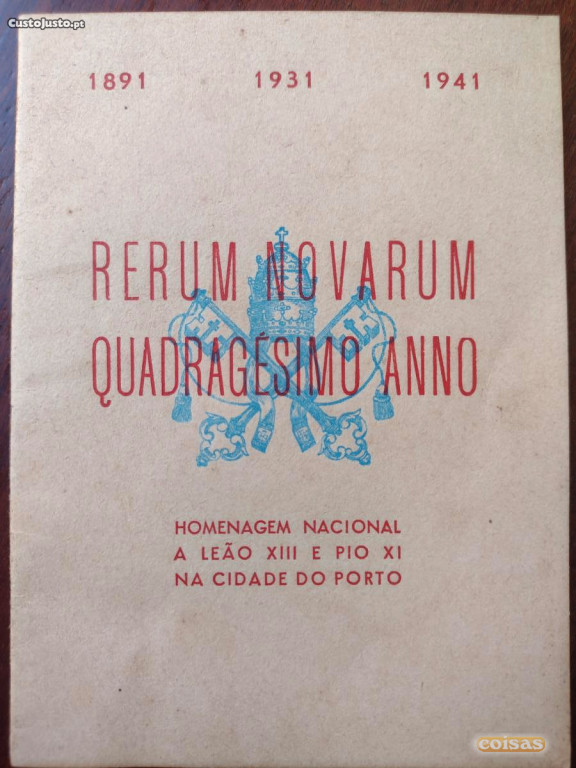 CustoJusto.pt
1891 1931 1941
RERUM NOVARUM
QUADRAGÉSIMO ANNO
HOMENAGEM NACIONAL
A LEÃO XIII E PIO XI
NA CIDADE DO PORTO
coisas